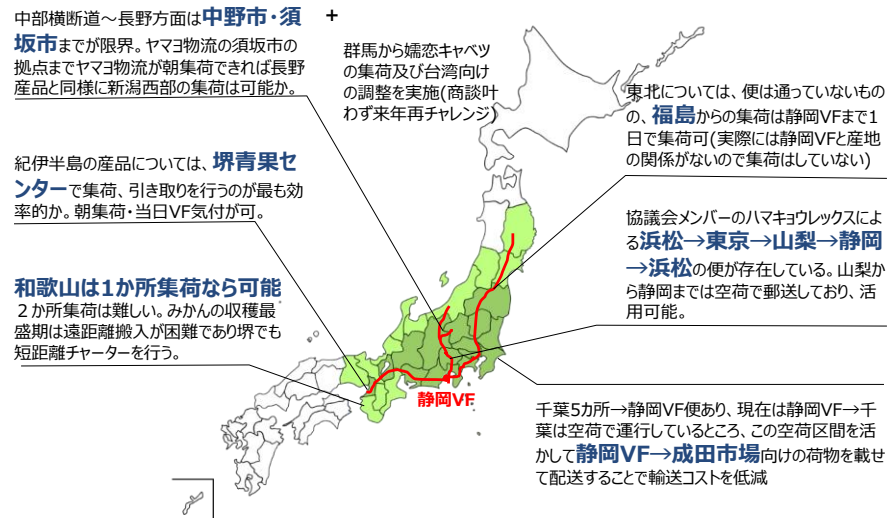 中部横断道～長野方面は中野市・須
坂市までが限界。ヤマヨ物流の須坂市の
拠点までヤマヨ物流が朝集荷できれば長野
産品と同様に新潟西部の集荷は可能か。
+
群馬から嬬恋キャベツ
の集荷及び台湾向け
の調整を実施(商談叶
わず来年再チャレンジ)
東北については、便は通っていないもの
の、福島からの集荷は静岡VFまで1
日で集荷可(実際には静岡VFと産地
の関係がないので集荷はしていない)
紀伊半島の産品については、堺青果セ
ンターで集荷、引き取りを行うのが最も効
率的か。朝集荷・当日VF気付が可。
協議会メンバーのハマキョウレックスによ
る浜松→東京→山梨→静岡
→浜松の便が存在している。山梨か
ら静岡までは空荷で郵送しており、活
用可能。
和歌山は1か所集荷なら可能
２か所集荷は難しい。みかんの収穫最
盛期は遠距離搬入が困難であり堺でも
短距離チャーターを行う。
静岡VF
千葉5カ所→静岡VF便あり、現在は静岡VF→千
葉は空荷で運行しているところ、この空荷区間を活
かして静岡VF→成田市場向けの荷物を載せ
て配送することで輸送コストを低減